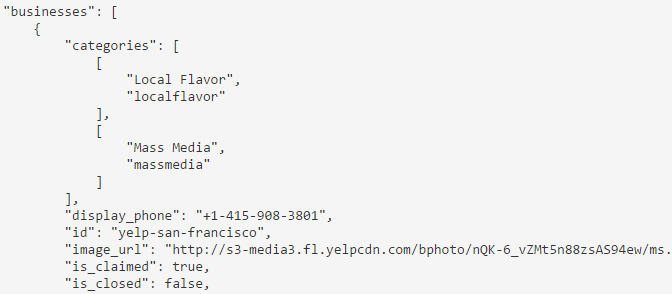 "businesses": [
    {
        "categories": [
            [
                "Local Flavor",
                "localflavor"
            ],
            [
                "Mass Media",
                "massmedia"
            ]
        ],
        "display_phone": "+1-415-908-3801",
        "id": "yelp-san-francisco",
        "image_url": "http://s3-media3.fl.yelpcdn.com/bphoto/nQK-6_vZMt5n88zsAS94ew/ms.
        "is_claimed": true,
        "is_closed": false,